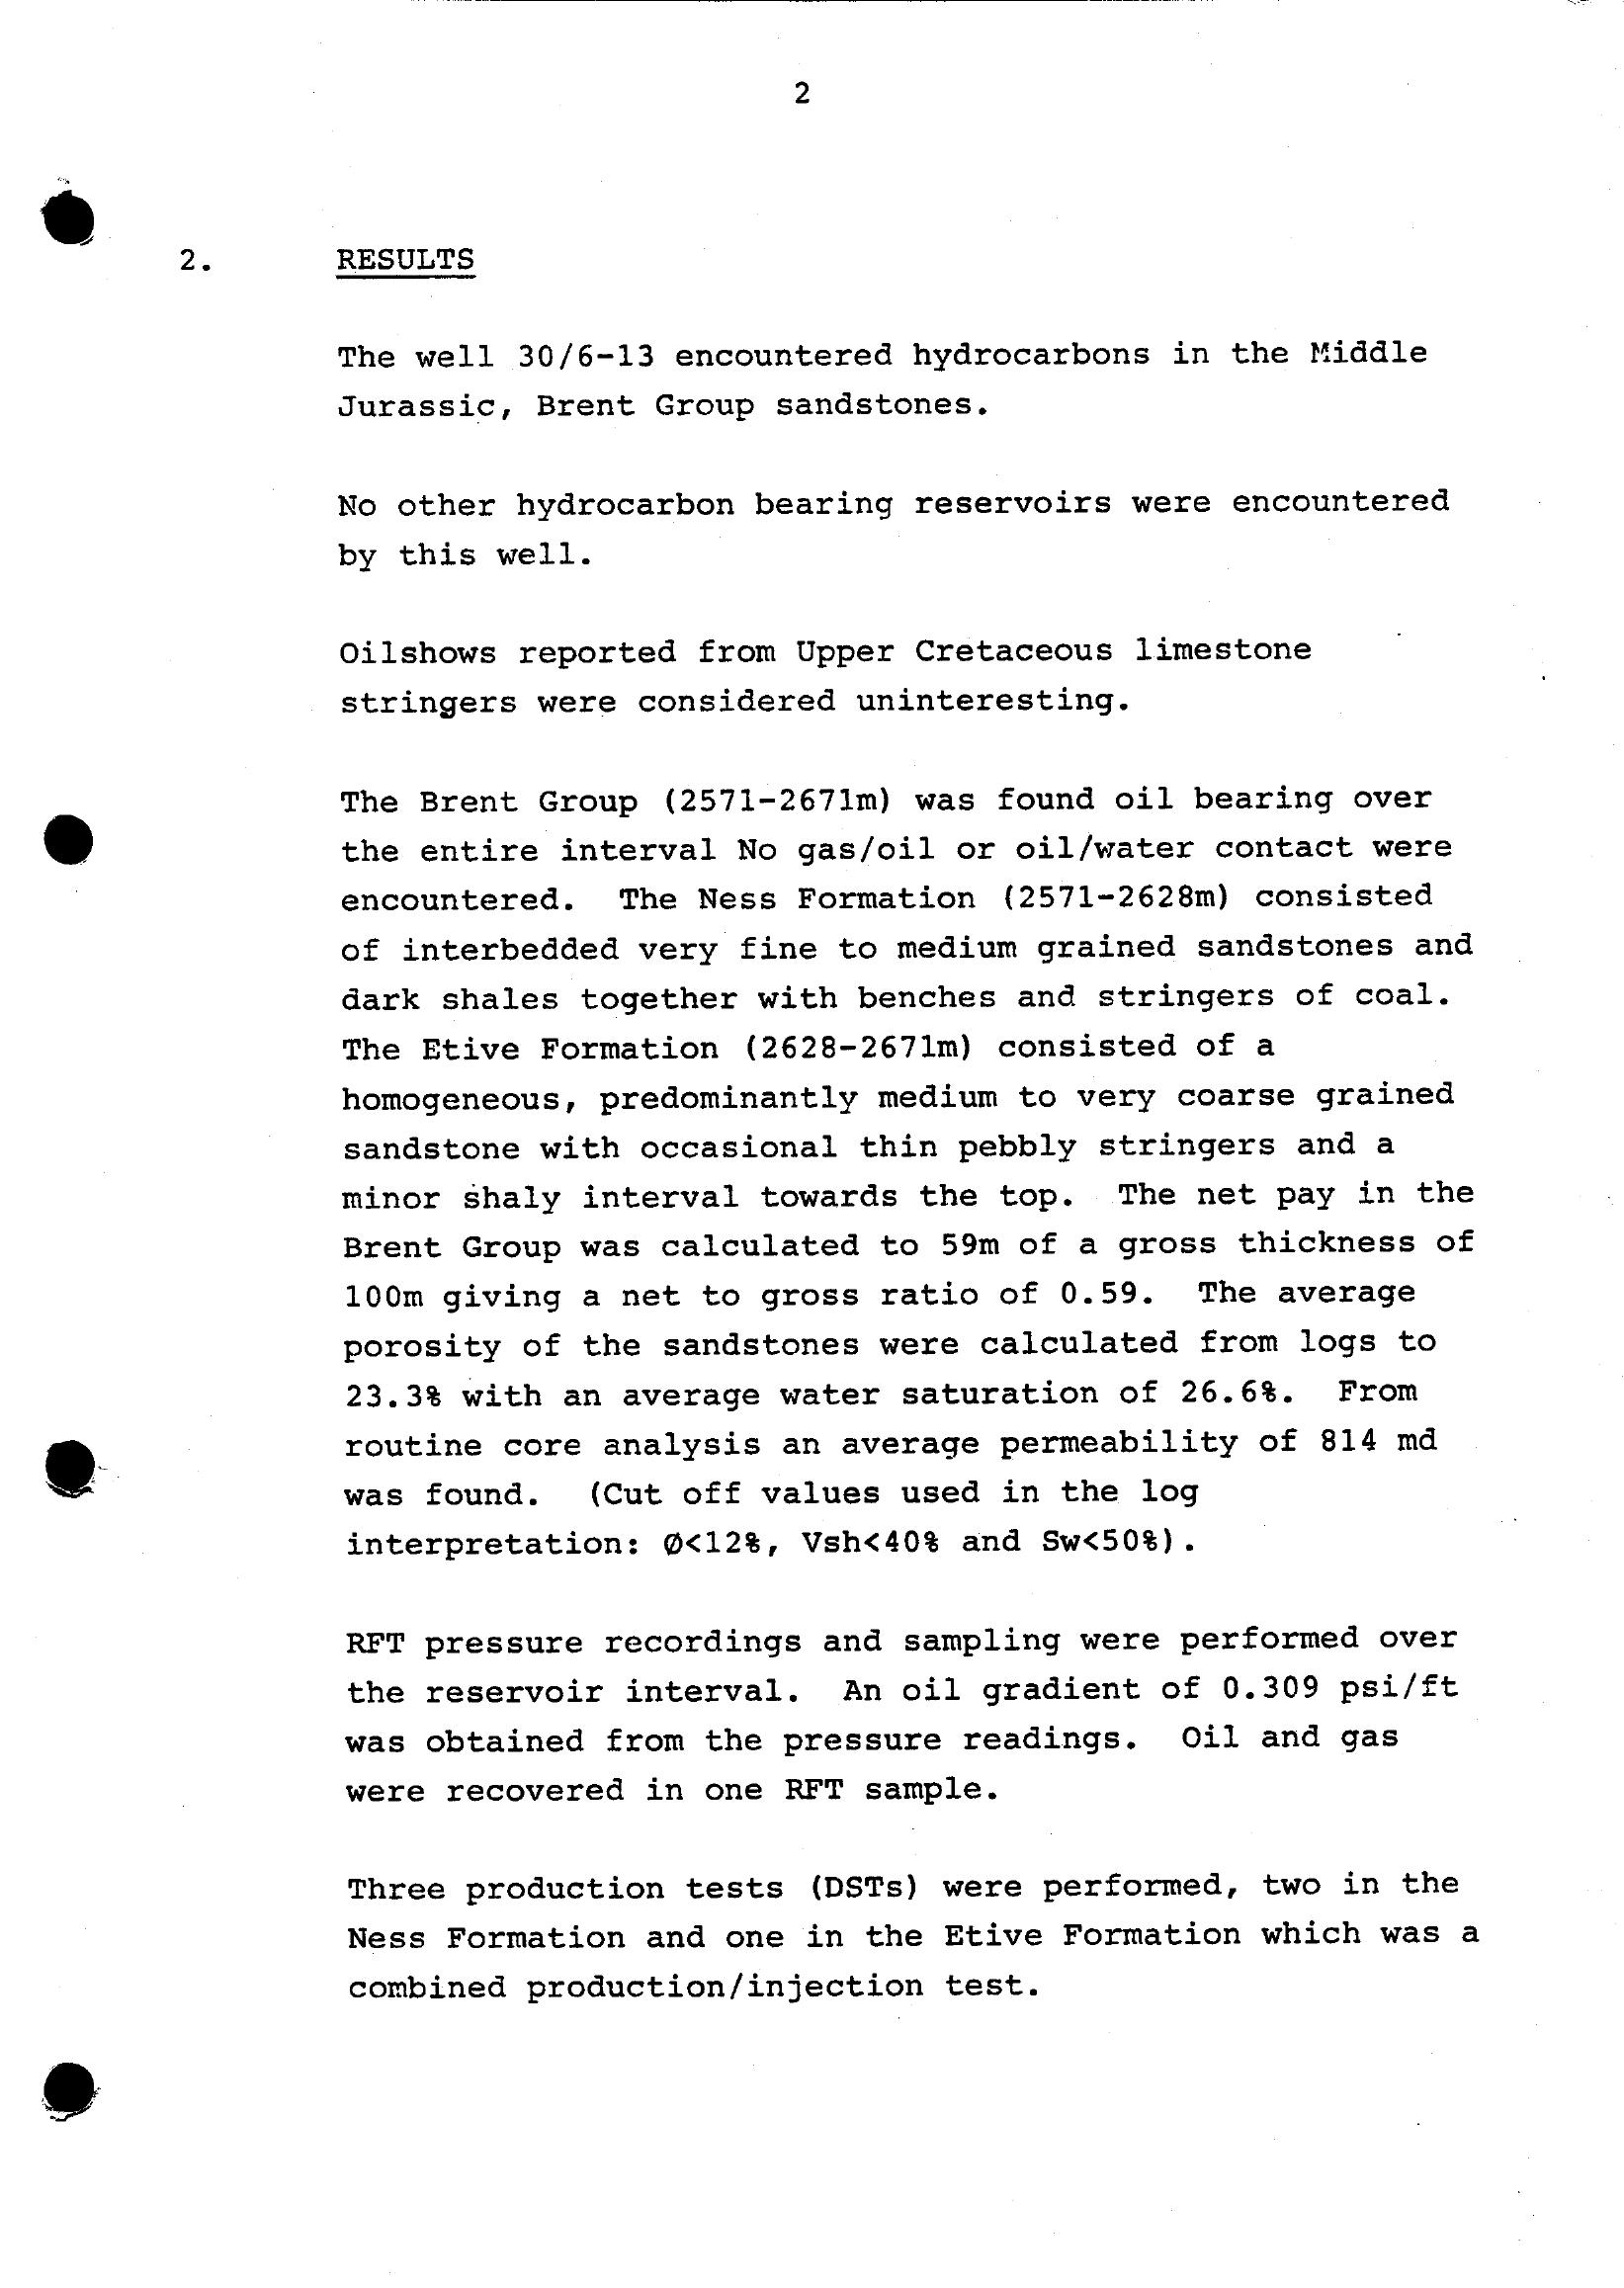 2
2. RESULTS
The well 30/6-13 encountered hydrocarbons in the Middle
Jurassic, Brent Group sandstones.
No other hydrocarbon bearing reservoirs were encountered
by this well.
Oilshows reported from Upper Cretaceous limestone
stringers were considered uninteresting.
The Brent Group (2571-2671m) was found oil bearing over
the entire interval No gas/oil or oil/water contact were
encountered. The Ness Formation (2571-2628m) consisted
of interbedded very fine to medium grained sandstones and
dark shales together with benches and stringers of coal.
The Etive Formation (2628-2671m) consisted of a
homogeneous, predominantly medium to very coarse grained
sandstone with occasional thin pebbly stringers and a
minor shaly interval towards the top. The net pay in the
Brent Group was calculated to 59m of a gross thickness of
100m giving a net to gross ratio of 0.59. The average
porosity of the sandstones were calculated from logs to
23.3% with an average water saturation of 26.6%. From
routine core analysis an average permeability of 814 md
was found. (Cut off values used in the log
interpretation: Ø<12%, Vsh<40% and Sw<50%).
RFT pressure recordings and sampling were performed over
the reservoir interval. An oil gradient of 0.309 psi/ft
was obtained from the pressure readings. Oil and gas
were recovered in one RFT sample.
Three production tests (DSTs) were performed, two in the
Ness Formation and one in the Etive Formation which was a
combined production/injection test.